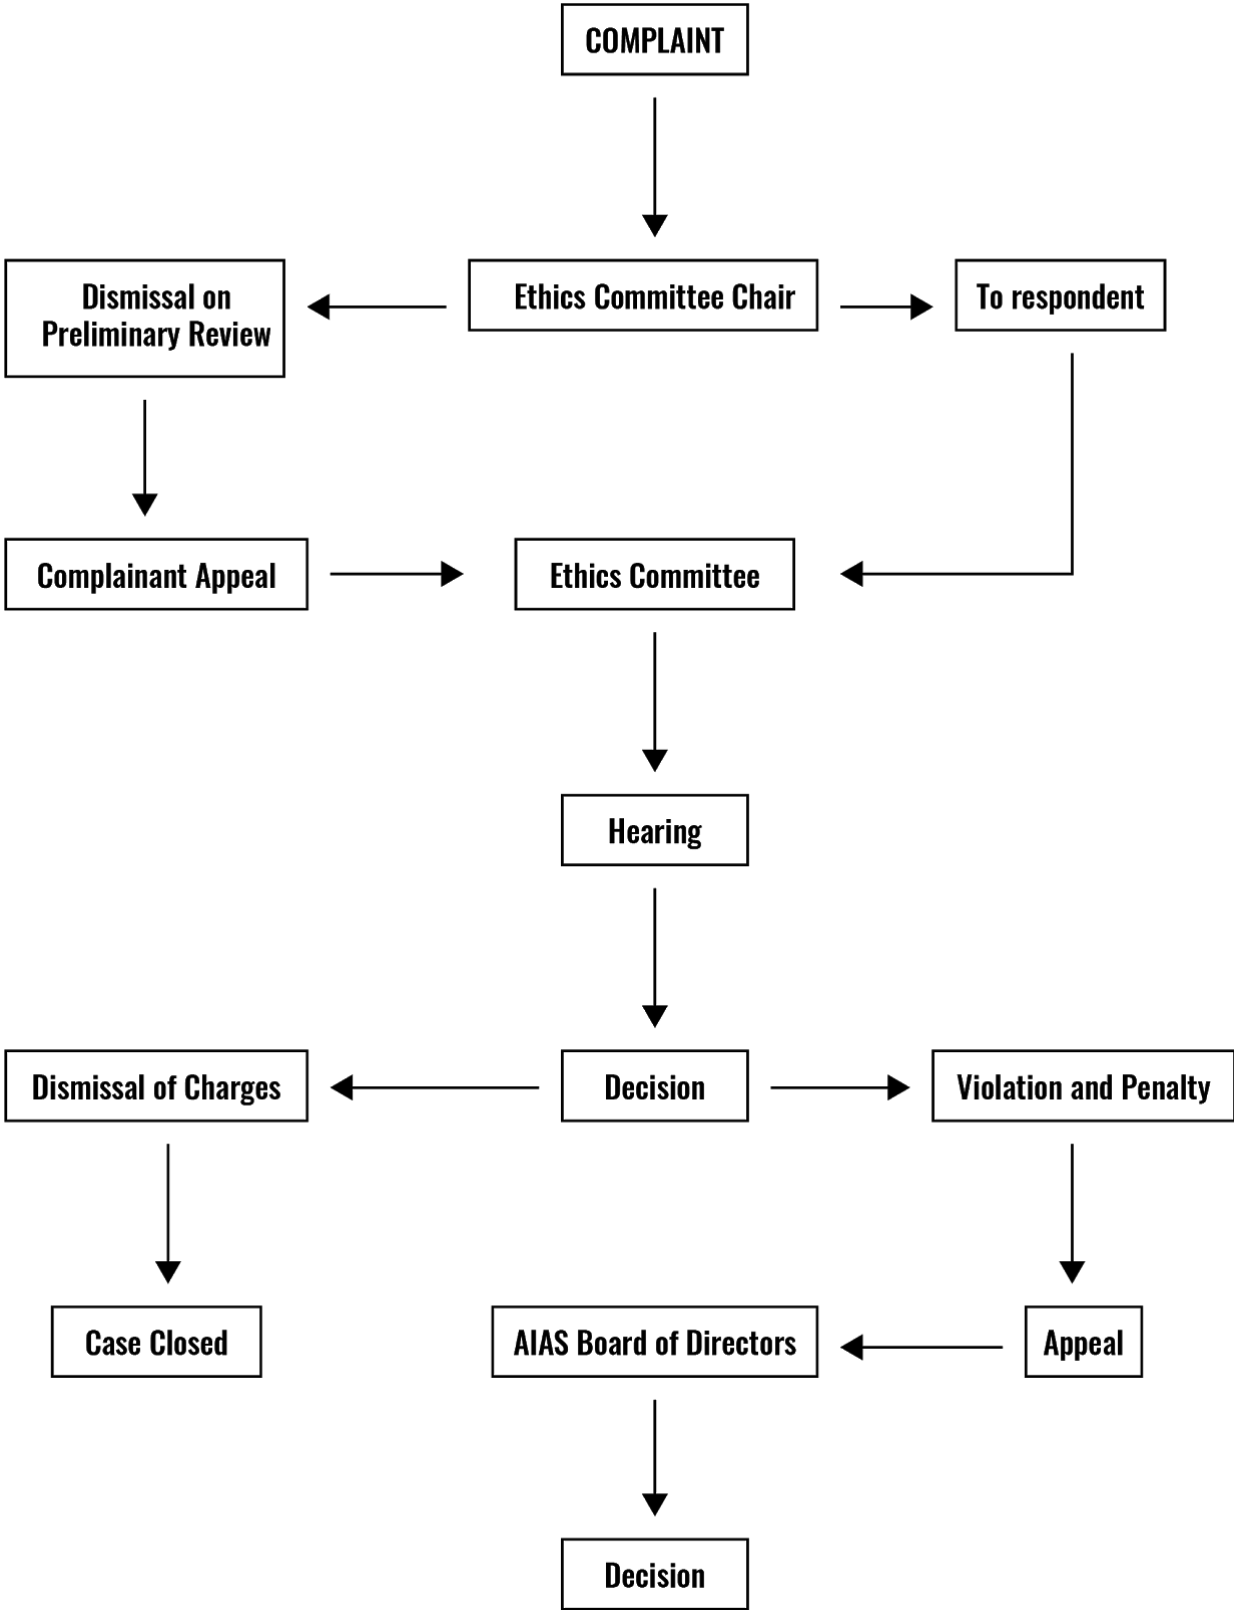 COMPLAINT
Dismissal on
Preliminary Review
Ethics Committee Chair
To respondent
Complainant Appeal
Ethics Committee
Hearing
Dismissal of Charges
Decision
Violation and Penalty
Case Closed
AIAS Board of Directors
Appeal
Decision